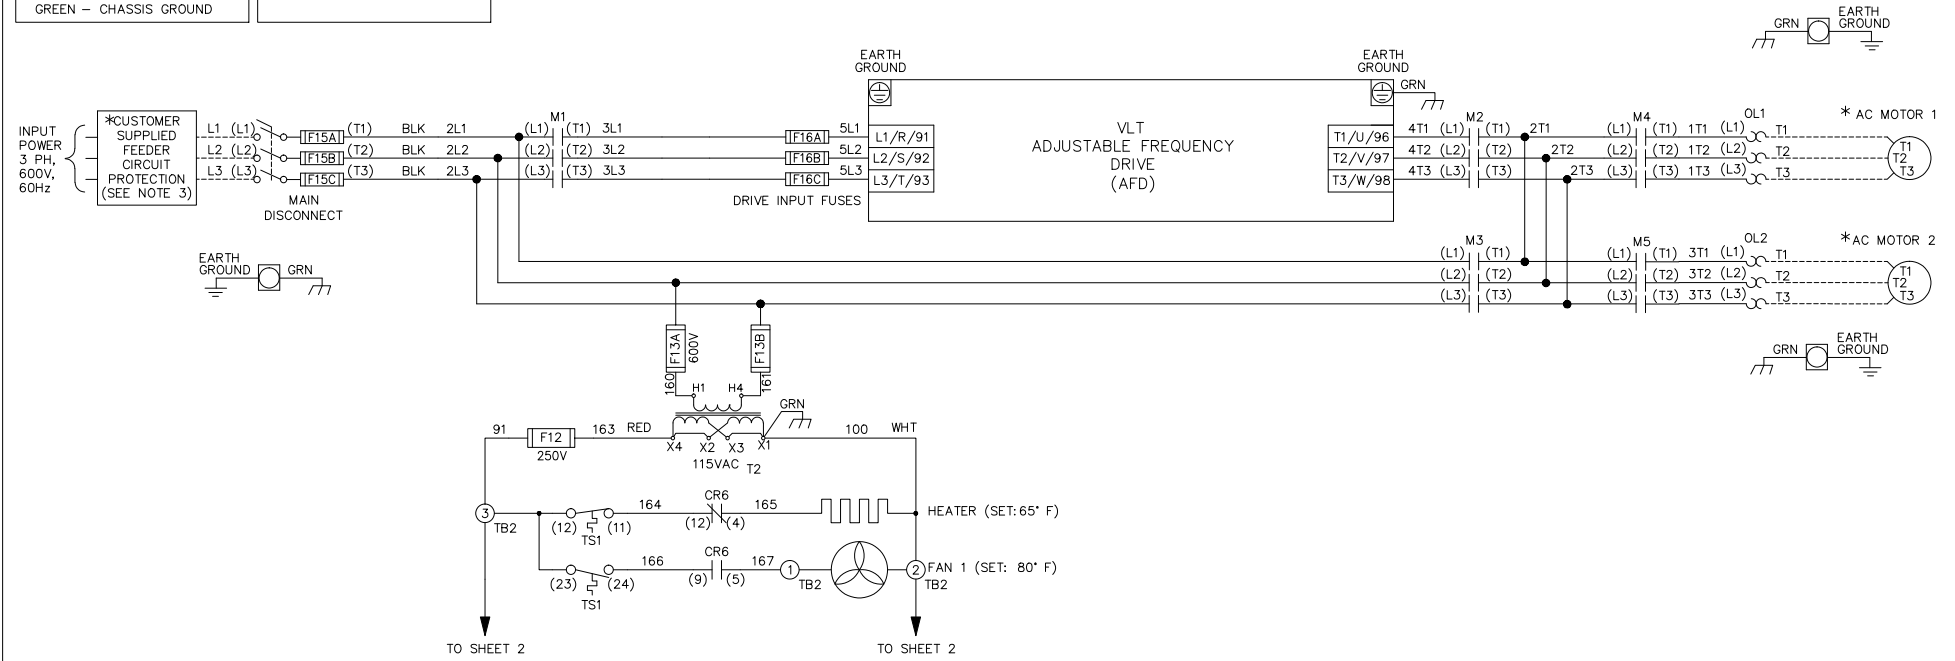 GREEN – CHASSIS GROUND
EARTH
GROUND
GRN
EARTH
GROUND
EARTH
GROUND
GRN
INPUT
POWER
3 PH,
600V,
60Hz
*CUSTOMER
SUPPLIED
FEEDER
CIRCUIT
PROTECTION
(SEE NOTE 3)
L1 (L1) F15A (T1) BLK 2L1 (L1) M1 (T1) 3L1 F16A 5L1 L1/R/91
L2 (L2) F15B (T2) BLK 2L2 (L2) (T2) 3L2 F16B 5L2 L2/S/92
L3 (L3) F15C (T3) BLK 2L3 (L3) (T3) 3L3 F16C 5L3 L3/T/93
MAIN
DISCONNECT
DRIVE INPUT FUSES
VLT
ADJUSTABLE FREQUENCY
DRIVE
(AFD)
T1/U/96 4T1 (L1) M2 (T1) 2T1 (L1) M4 (T1) 1T1 (L1) OL1 T1
T2/V/97 4T2 (L2) (T2) 2T2 (L2) (T2) 1T2 (L2) T2
T3/W/98 4T3 (L3) (T3) 2T3 (L3) (T3) 1T3 (L3) T3
* AC MOTOR 1
T1
T2
T3
EARTH
GROUND GRN
M3 M5 OL2 *AC MOTOR 2
(L1) (T1) (L1) (T1) 3T1 (L1) T1
(L2) (T2) (L2) (T2) 3T2 (L2) T2
(L3) (T3) (L3) (T3) 3T3 (L3) T3
T1
T2
T3
GRN
EARTH
GROUND
F13A
600V
F13B
160
H1 H4
161
GRN
91 F12 163 RED X4 X2 X3 X1 100 WHT
250V
115VAC T2
3 TB2 (12) TS1 (11) 164 (12) CR6 (4) 165 HEATER (SET:65° F)
(23) TS1 (24) 166 (9) CR6 (5) 167 1 TB2 2 TB2 FAN 1 (SET: 80° F)
TO SHEET 2
TO SHEET 2